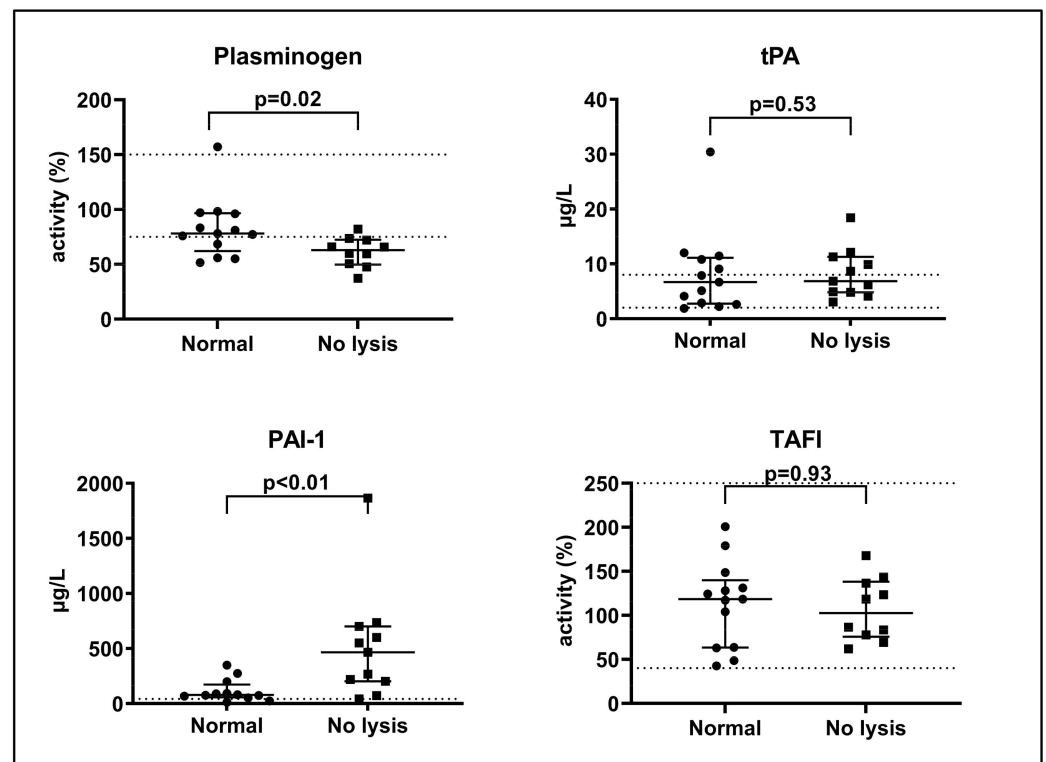 Plasminogen
p=0.02
activity (%)
200
150
100
50
0
Normal No lysis
tPA
p=0.53
µg/L
40
30
20
10
0
Normal No lysis
PAI-1
p<0.01
µg/L
2000
1500
1000
500
0
Normal No lysis
TAFI
p=0.93
activity (%)
250
200
150
100
50
0
Normal No lysis